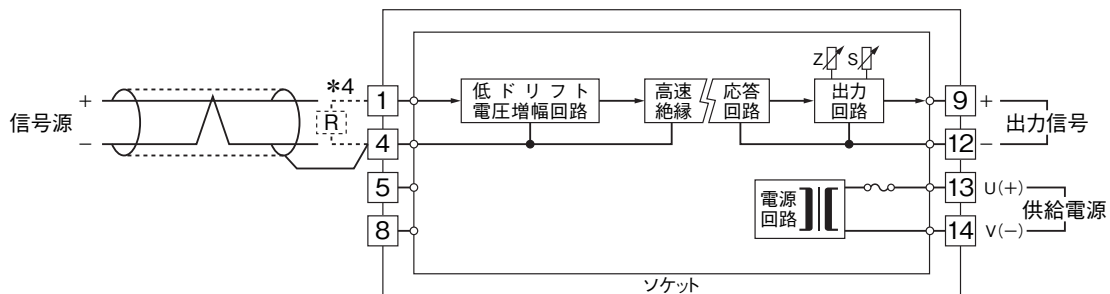 信号源
+
−
*4
R
1
4
5
8
低ドリフト
電圧増幅回路
高速
絶縁
応答
回路
Z
S
出力
回路
9
+
12
−
出力信号
電源
回路
13
U(+)
14
V(−)
供給電源
ソケット